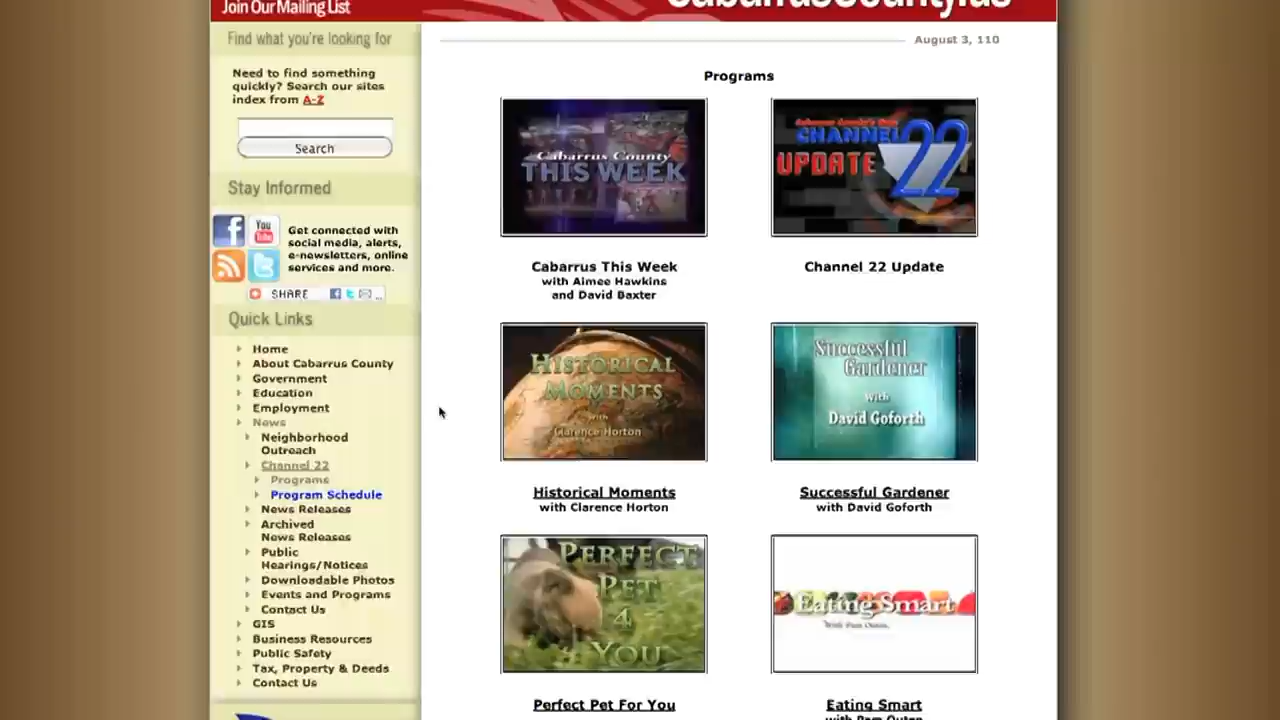 Join Our Mailing List
CabarrusCounty.us
Find what you're looking for
Need to find something
quickly? Search our sites
index from A-Z
Search
Stay Informed
You
Tube
Get connected with
social media, alerts,
e-newsletters, online
services and more.
SHARE
Quick Links
Home
About Cabarrus County
Government
Education
Employment
News
Neighborhood
Outreach
Channel 22
Programs
Program Schedule
News Releases
Archived
News Releases
Public
Hearings/Notices
Downloadable Photos
Events and Programs
Contact Us
GIS
Business Resources
Public Safety
Tax, Property & Deeds
Contact Us
August 3, 110
Programs
Cabarrus County
THIS WEEK
CHANNEL 22
UPDATE
Cabarrus This Week
with Aimee Hawkins
and David Baxter
Channel 22 Update
HISTORICAL
MOMENTS
with
Clarence Horton
Successful
Gardener
With
David Goforth
Historical Moments
with Clarence Horton
Successful Gardener
with David Goforth
PERFECT
PET
4
YOU
Eating Smart
Perfect Pet For You
Eating Smart